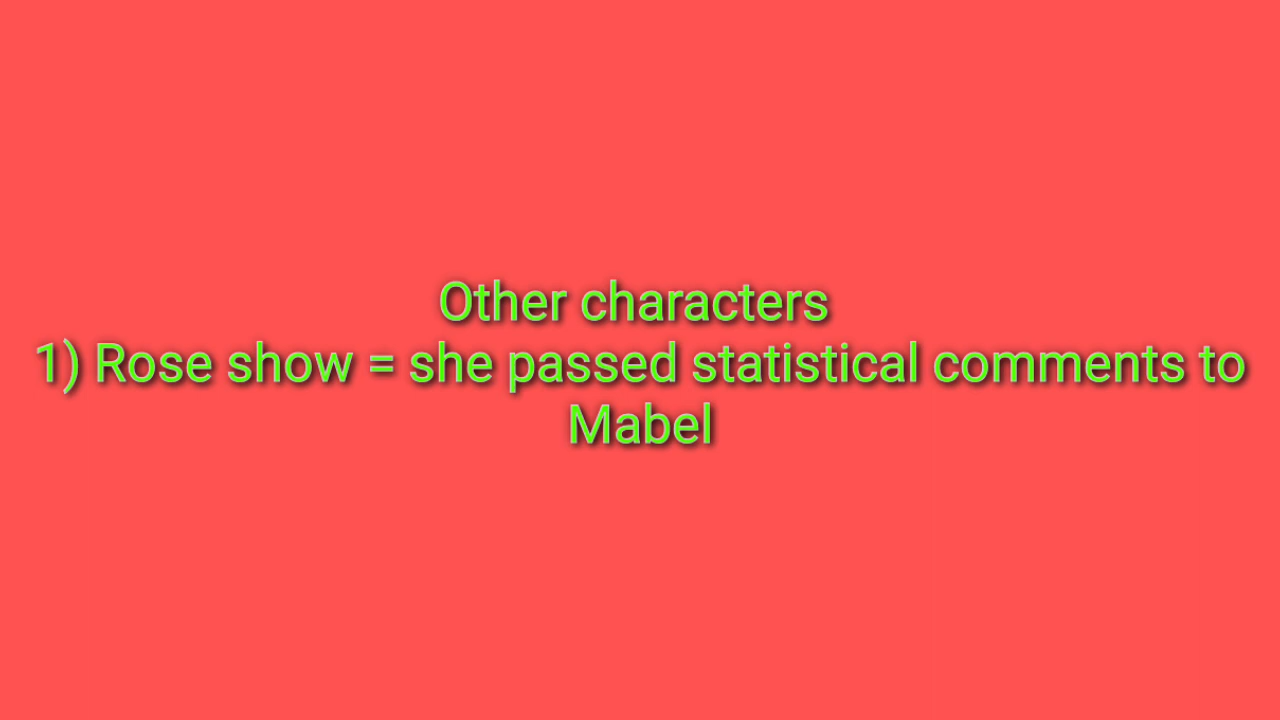 Other characters
1) Rose show = she passed statistical comments to
Mabel